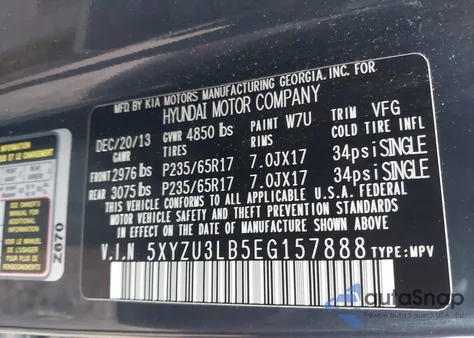 MFD. BY KIA MOTORS MANUFACTURING GEORGIA, INC. FOR
HYUNDAI MOTOR COMPANY
DEC/20/13 GVWR 4850 lbs PAINT W7U TRIM VFG
GAWR TIRES COLD TIRE INFL.
FRONT 2976 lbs P235/65R17 7.0JX17 34psi SINGLE
REAR 3075 lbs P235/65R17 7.0JX17 34psi SINGLE
THIS VEHICLE CONFORMS TO ALL APPLICABLE U.S.A. FEDERAL
MOTOR VEHICLE SAFETY AND THEFT PREVENTION STANDARDS
IN EFFECT ON THE DATE OF MANUFACTURE SHOWN ABOVE.
V.I.N 5XYZU3LB5EG157888 TYPE:MPV
Z670
autoSnap